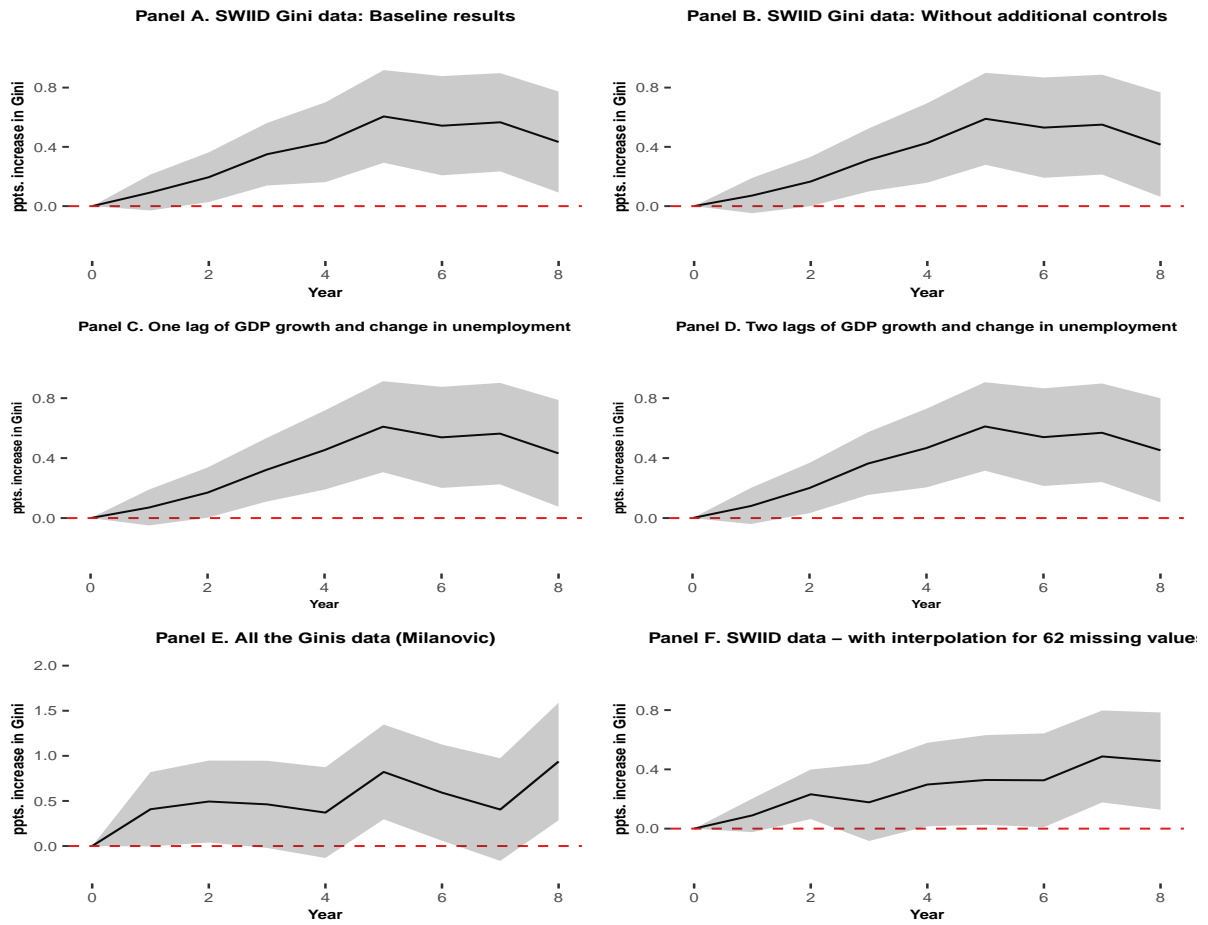 Panel A. SWIID Gini data: Baseline results
ppts. increase in Gini
0.8
0.4
0.0
0 2 4 6 8
Year
Panel B. SWIID Gini data: Without additional controls
ppts. increase in Gini
0.8
0.4
0.0
0 2 4 6 8
Year
Panel C. One lag of GDP growth and change in unemployment
ppts. increase in Gini
0.8
0.4
0.0
0 2 4 6 8
Year
Panel D. Two lags of GDP growth and change in unemployment
ppts. increase in Gini
0.8
0.4
0.0
0 2 4 6 8
Year
Panel E. All the Ginis data (Milanovic)
ppts. increase in Gini
2.0
1.5
1.0
0.5
0.0
0 2 4 6 8
Year
Panel F. SWIID data – with interpolation for 62 missing values
ppts. increase in Gini
0.8
0.4
0.0
0 2 4 6 8
Year